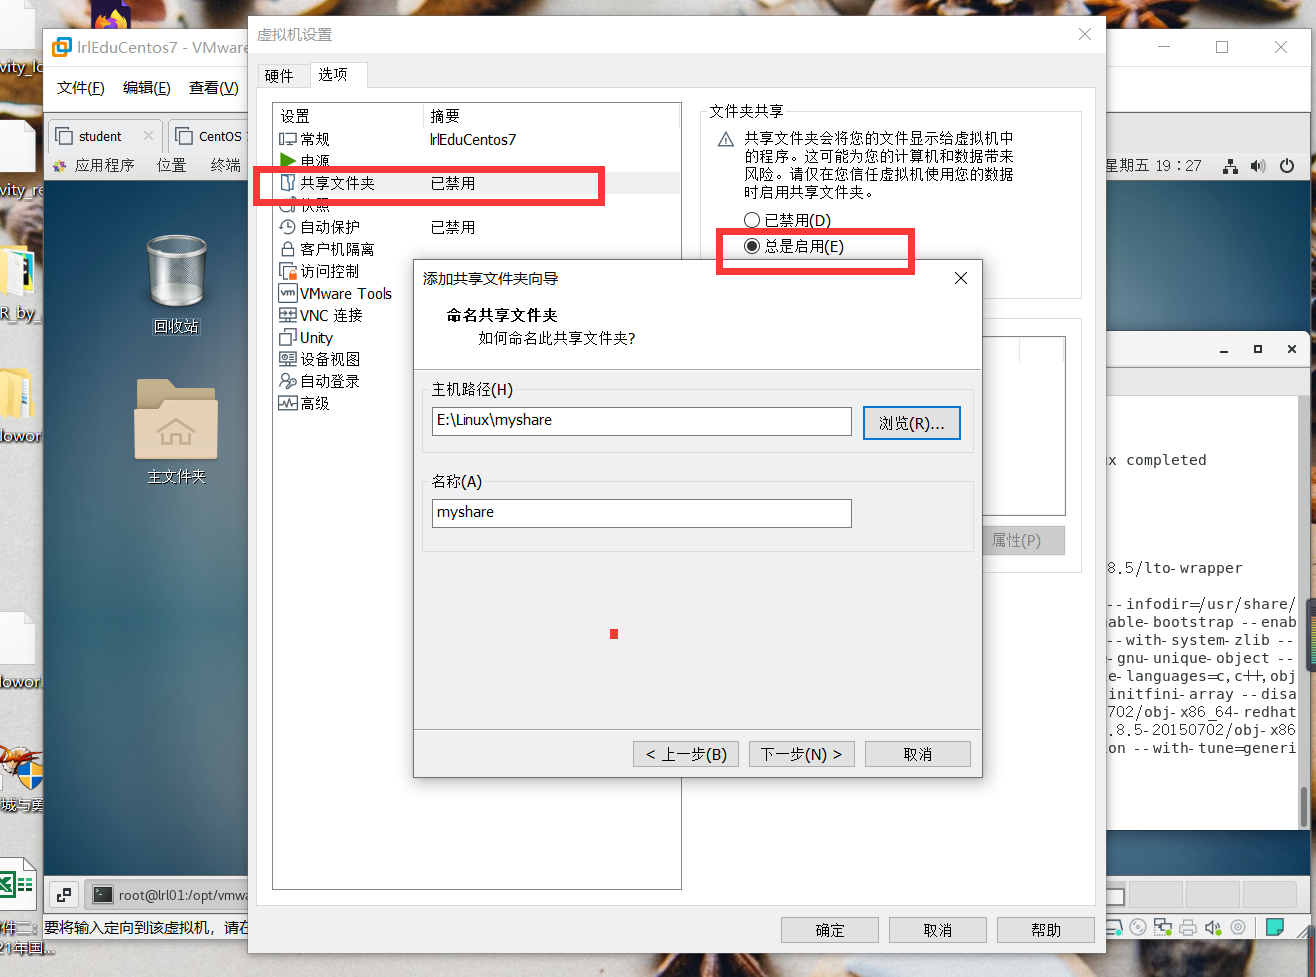 虚拟机设置
lrlEduCentos7 - VMware
文件(F) 编辑(E) 查看(V)
硬件 选项
student
CentOS
应用程序 位置 终端
星期五 19：27
设置 摘要
常规 lrlEduCentos7
电源
共享文件夹 已禁用
快照
自动保护 已禁用
客户机隔离
访问控制
VMware Tools
VNC 连接
Unity
设备视图
自动登录
高级
文件夹共享
共享文件夹会将您的文件显示给虚拟机中
的程序。这可能为您的计算机和数据带来
风险。请仅在您信任虚拟机使用您的数据
时启用共享文件夹。
已禁用(D)
总是启用(E)
添加共享文件夹向导
命名共享文件夹
如何命名此共享文件夹?
主机路径(H)
E:\Linux\myshare
浏览(R)...
名称(A)
myshare
属性(P)
< 上一步(B) 下一步(N) > 取消
确定 取消 帮助
回收站
主文件夹
x completed
8.5/lto-wrapper
--infodir=/usr/share/
able-bootstrap --enab
--with-system-zlib --
-gnu-unique-object --
e-languages=c,c++,obj
initfini-array --disa
702/obj-x86_64-redhat
.8.5-20150702/obj-x86
on --with-tune=generi
root@lrl01:/opt/vmwa
要将输入定向到该虚拟机，请在
vity_lo
vity_re
R_by_
lowor
lowor
城与勇
件二：
21年国...